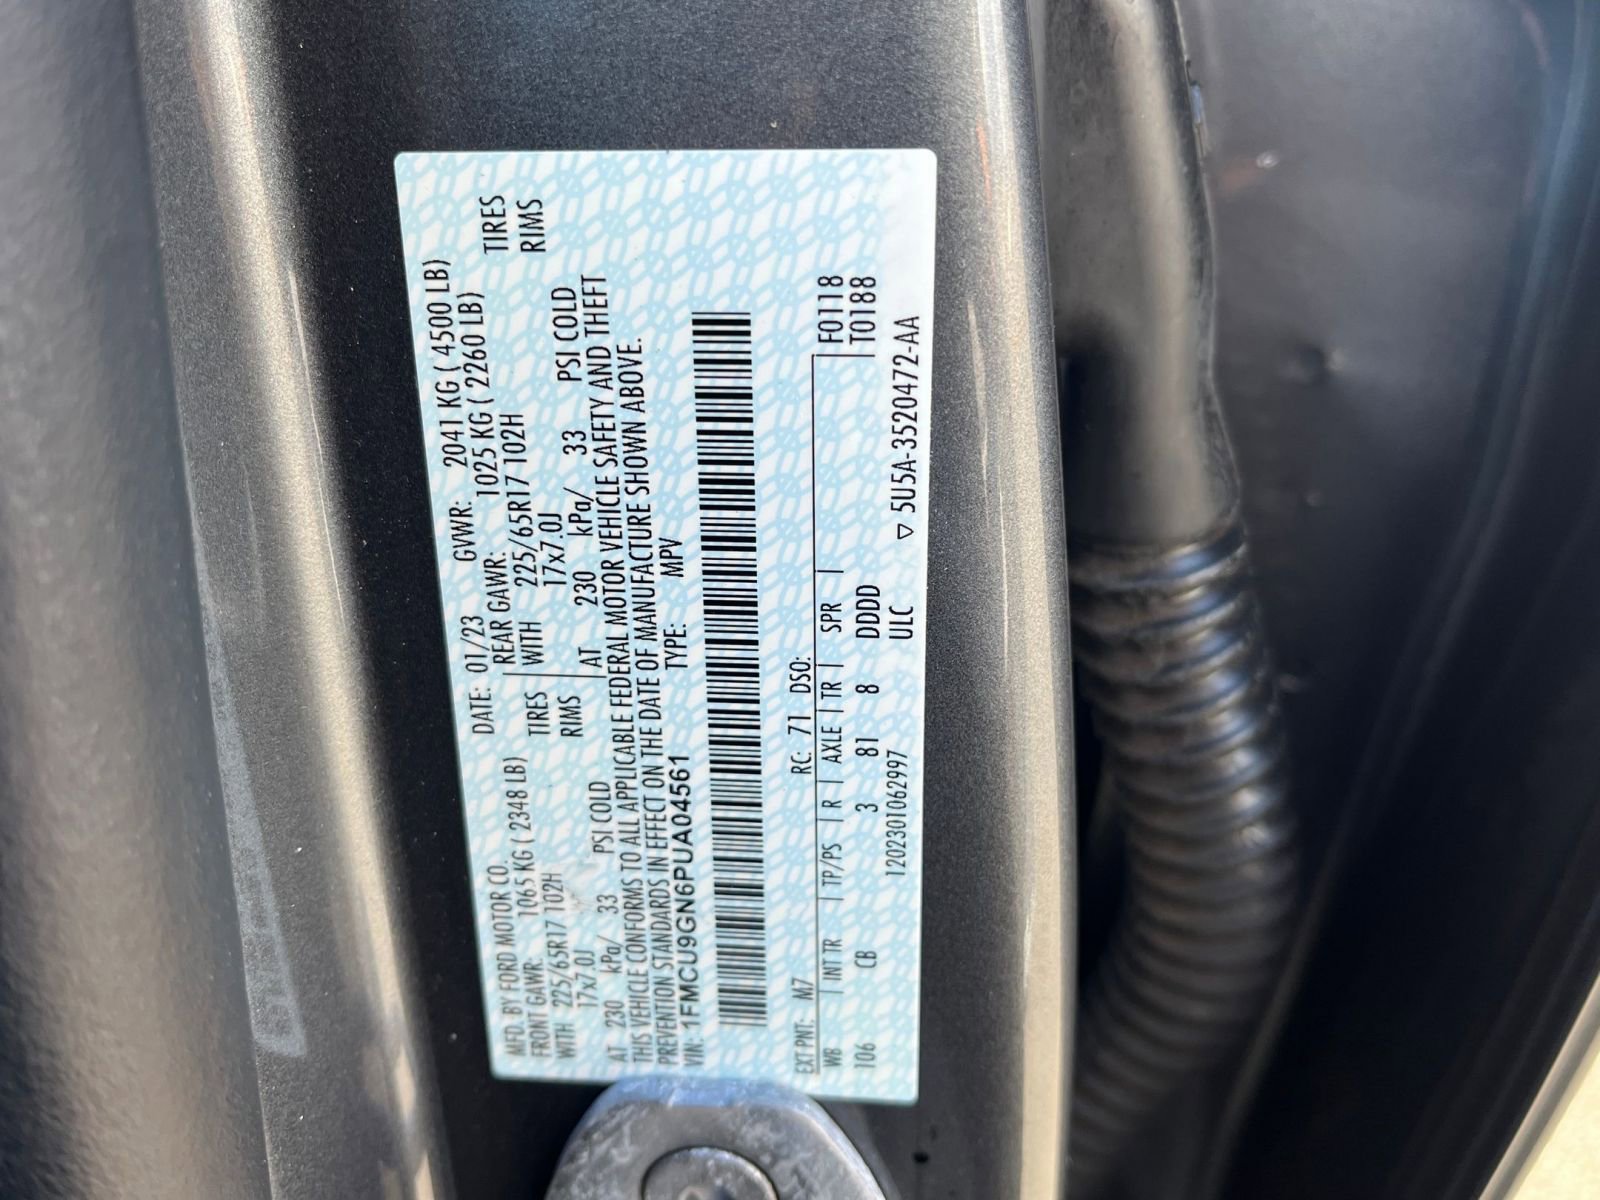 MFD. BY FORD MOTOR CO. DATE: 01/23 GVWR: 2041 KG ( 4500 LB)
FRONT GAWR: 1065 KG ( 2348 LB) REAR GAWR: 1025 KG ( 2260 LB)
WITH 225/65R17 102H TIRES WITH 225/65R17 102H TIRES
17x7.0J RIMS 17x7.0J RIMS
AT 230 kPa/ 33 PSI COLD AT 230 kPa/ 33 PSI COLD
THIS VEHICLE CONFORMS TO ALL APPLICABLE FEDERAL MOTOR VEHICLE SAFETY AND THEFT
PREVENTION STANDARDS IN EFFECT ON THE DATE OF MANUFACTURE SHOWN ABOVE.
VIN: 1FMCU9GN6PUA04561 TYPE: MPV
EXT PNT: M7 RC: 71 DSO: F0118
WB | INT TR | TP/PS | R | AXLE | TR | SPR | T0188
106 CB 3 81 8 DDDD
120230106299​7 ULC ▽ 5U5A-3520472-AA